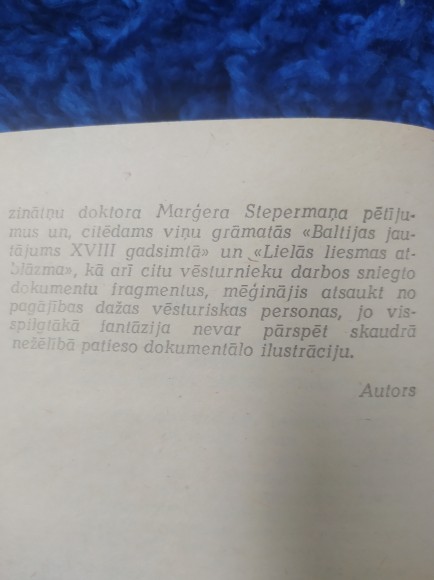 zinātņu doktora Marģera Stepermaņa pētīju-
mus un, citēdams viņu grāmatās «Baltijas jau-
tājums XVIII gadsimtā» un «Lielās liesmas at-
blāzma», kā arī citu vēsturnieku darbos sniegto
dokumentu fragmentus, mēģinājis atsaukt no
pagājības dažas vēsturiskas personas, jo vis-
spilgtākā fantāzija nevar pārspēt skaudrā
nežēlībā patieso dokumentālo ilustrāciju.
Autors